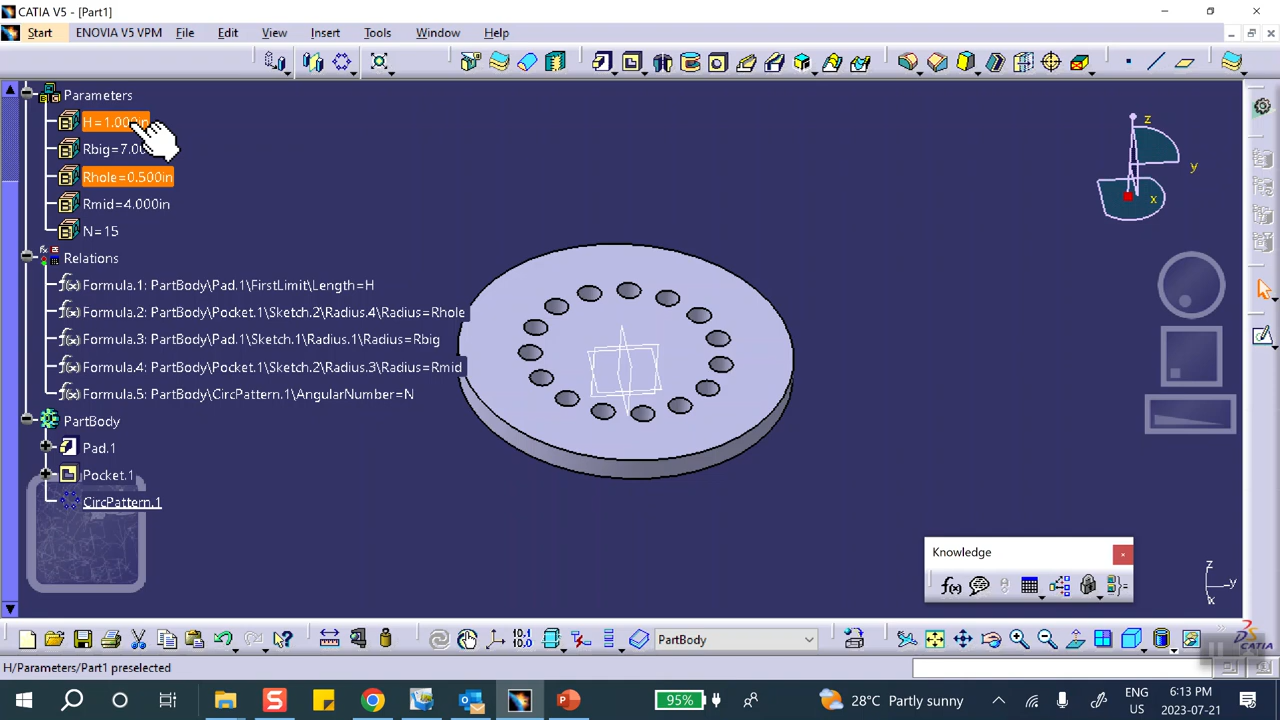 CATIA V5 - [Part1]
Start ENOVIA V5 VPM File Edit View Insert Tools Window Help
Parameters
H=1.000in
Rbig=7.00
Rhole=0.500in
Rmid=4.000in
N=15
Relations
Formula.1: PartBody\Pad.1\FirstLimit\Length=H
Formula.2: PartBody\Pocket.1\Sketch.2\Radius.4\Radius=Rhole
Formula.3: PartBody\Pad.1\Sketch.1\Radius.1\Radius=Rbig
Formula.4: PartBody\Pocket.1\Sketch.2\Radius.3\Radius=Rmid
Formula.5: PartBody\CircPattern.1\AngularNumber=N
PartBody
Pad.1
Pocket.1
CircPattern.1
z
y
x
Knowledge
f(x)
z
y
x
10.1
10.0
PartBody
CATIA
H/Parameters/Part1 preselected
95%
28°C Partly sunny
ENG
US
6:13 PM
2023-07-21